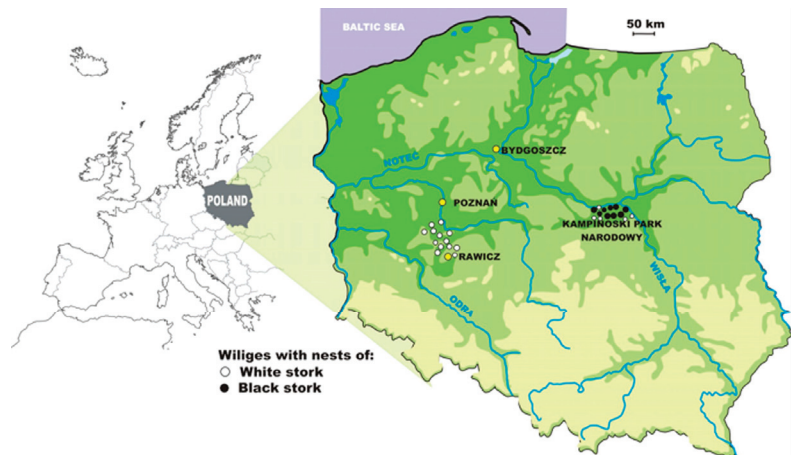 BALTIC SEA
50 km
NOTEĆ
BYDGOSZCZ
POLAND
POZNAŃ
KAMPIŃOSKI PARK
NARODOWY
RAWICZ
WISŁA
ODRA
Wiliges with nests of:
White stork
Black stork